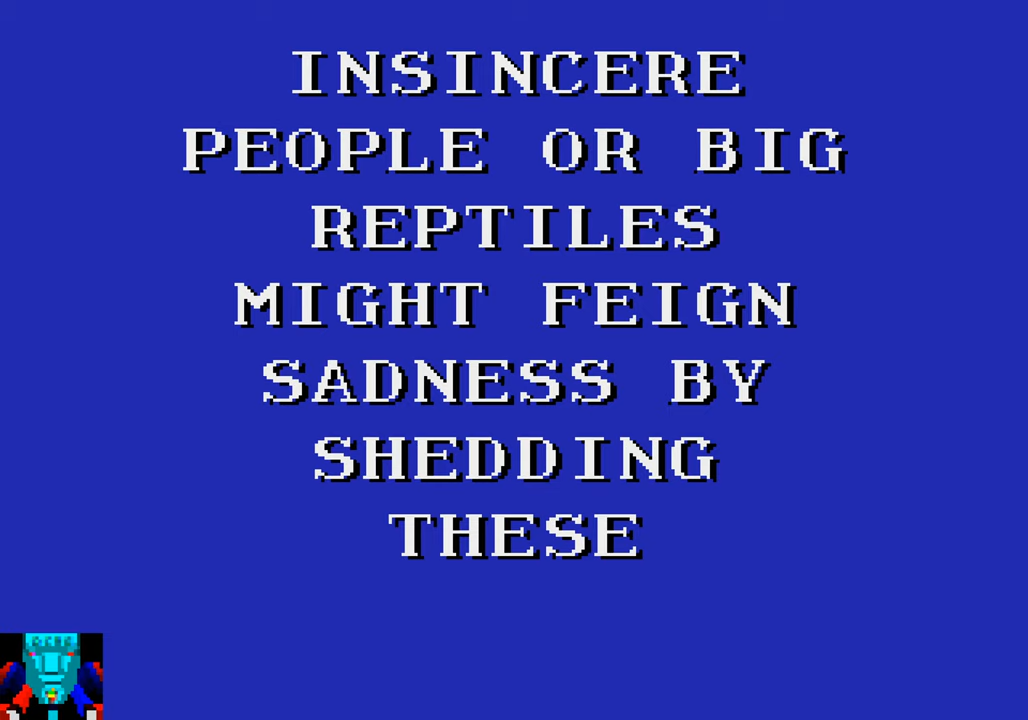 INSINCERE
PEOPLE OR BIG
REPTILES
MIGHT FEIGN
SADNESS BY
SHEDDING
THESE